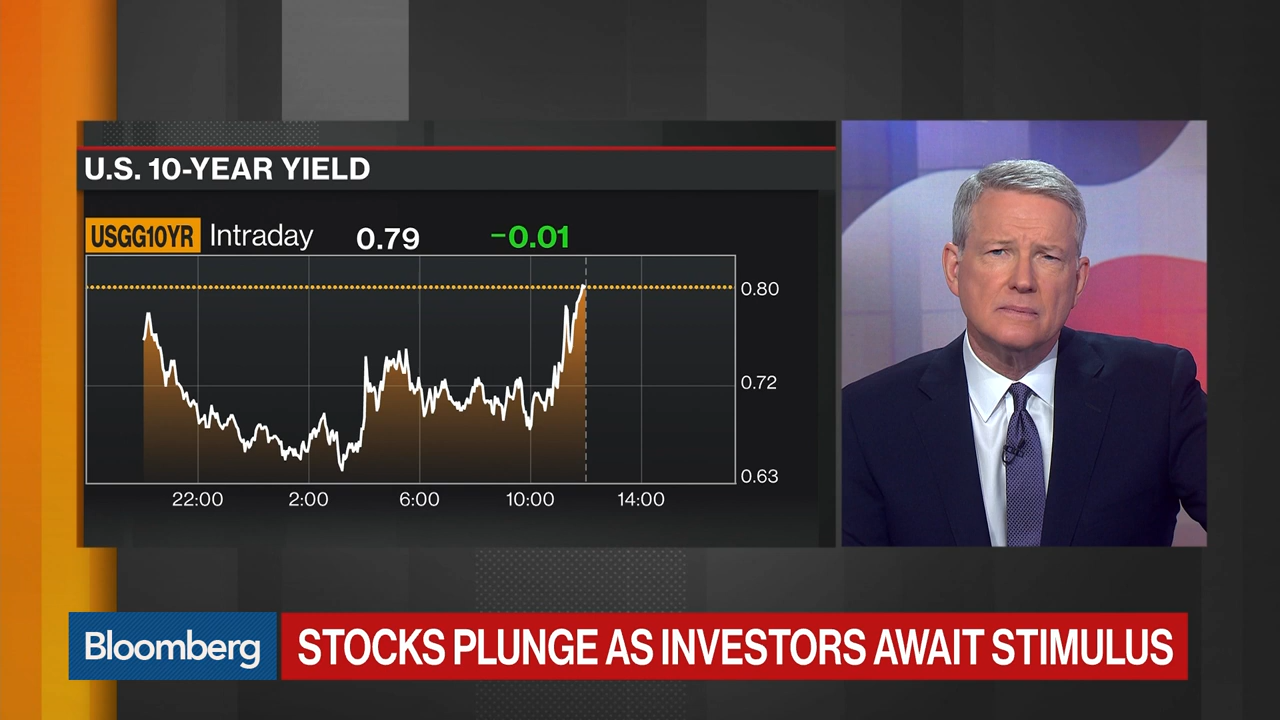 U.S. 10-YEAR YIELD
USGG10YR Intraday 0.79 -0.01
0.80
0.72
0.63
22:00 2:00 6:00 10:00 14:00
Bloomberg STOCKS PLUNGE AS INVESTORS AWAIT STIMULUS